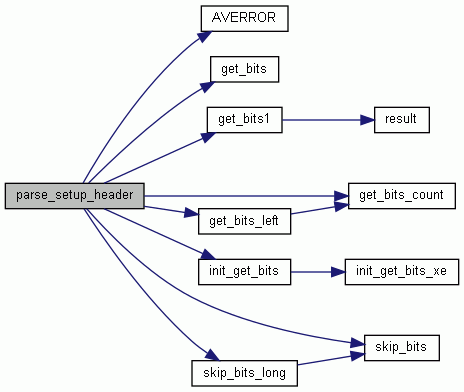 AVERROR
get_bits
get_bits1
result
parse_setup_header
get_bits_count
get_bits_left
init_get_bits
init_get_bits_xe
skip_bits
skip_bits_long